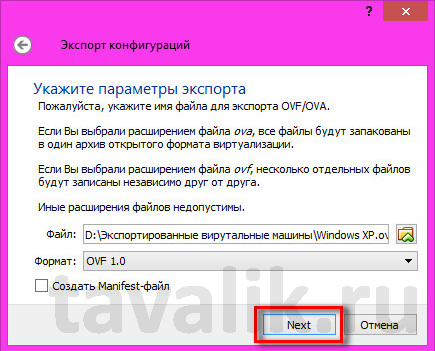 ?
Экспорт конфигураций
Укажите параметры экспорта
Пожалуйста, укажите имя файла для экспорта OVF/OVA.
Если Вы выбрали расширением файла ova, все файлы будут запакованы
в один архив открытого формата виртуализации.
Если Вы выбрали расширением файла ovf, несколько отдельных файлов
будут записаны независимо друг от друга.
Иные расширения файлов недопустимы.
Файл: D:\Экспортированные вирутальные машины\Windows XP.ov
Формат: OVF 1.0
Создать Manifest-файл
tavalik.ru
Next Отмена